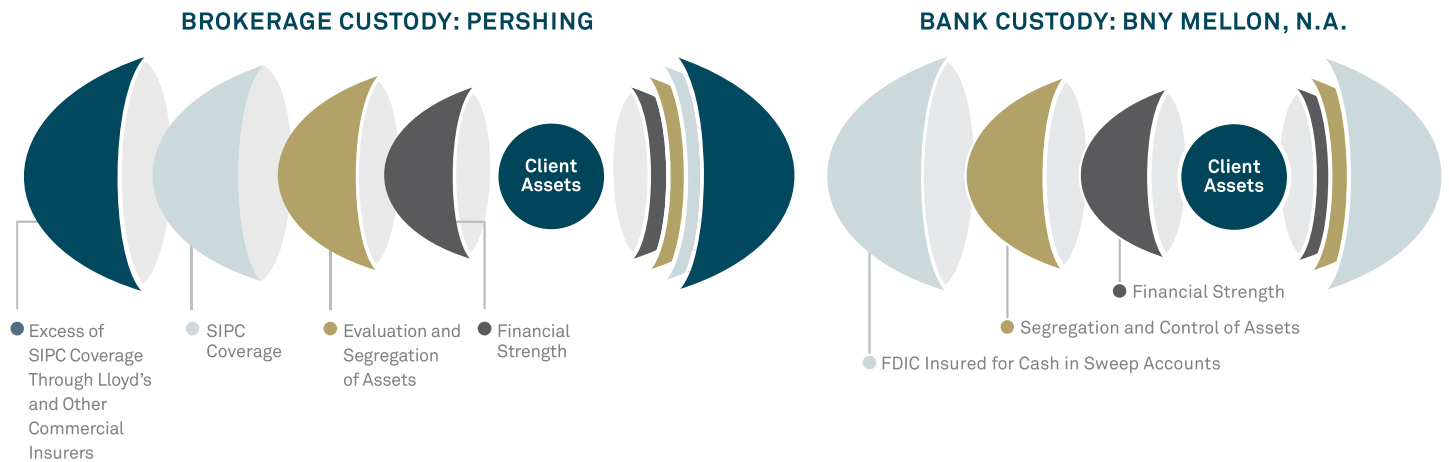 BROKERAGE CUSTODY: PERSHING
Client
Assets
Excess of
SIPC Coverage
Through Lloyd's
and Other
Commercial
Insurers
SIPC
Coverage
Evaluation and
Segregation
of Assets
Financial
Strength
BANK CUSTODY: BNY MELLON, N.A.
Client
Assets
Financial Strength
Segregation and Control of Assets
FDIC Insured for Cash in Sweep Accounts